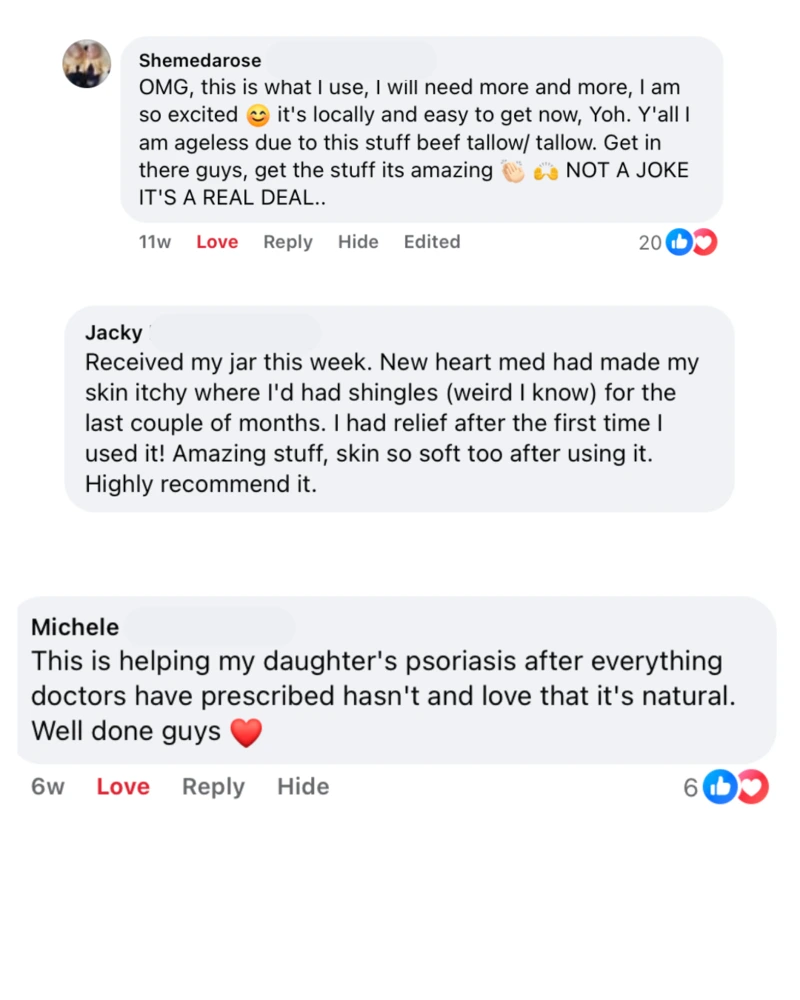 Shemedarose
OMG, this is what I use, I will need more and more, I am
so excited 😊 it's locally and easy to get now, Yoh. Y'all I
am ageless due to this stuff beef tallow/ tallow. Get in
there guys, get the stuff its amazing 👏🏻 🙌 NOT A JOKE
IT'S A REAL DEAL..
11w Love Reply Hide Edited 20
Jacky
Received my jar this week. New heart med had made my
skin itchy where I'd had shingles (weird I know) for the
last couple of months. I had relief after the first time I
used it! Amazing stuff, skin so soft too after using it.
Highly recommend it.
Michele
This is helping my daughter's psoriasis after everything
doctors have prescribed hasn't and love that it's natural.
Well done guys ❤️
6w Love Reply Hide 6